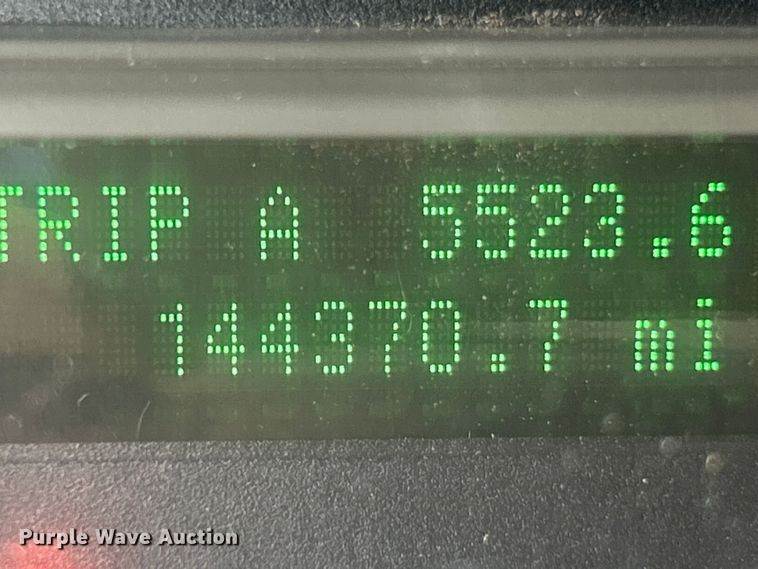 TRIP A 5523.6
144370.7 mi
Purple Wave Auction